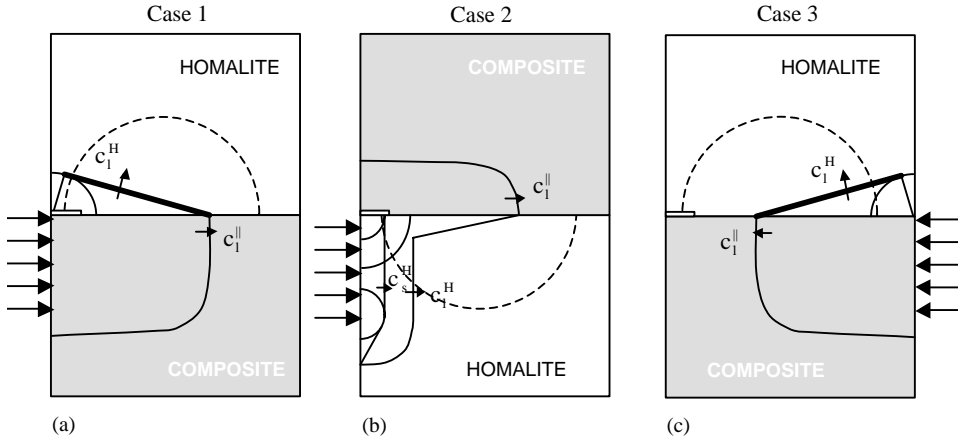 Case 1
Case 2
Case 3
HOMALITE
c₁ᴴ
c₁‖
COMPOSITE
(a)
COMPOSITE
c₁‖
cₛᴴ
c₁ᴴ
HOMALITE
(b)
HOMALITE
c₁ᴴ
c₁‖
COMPOSITE
(c)